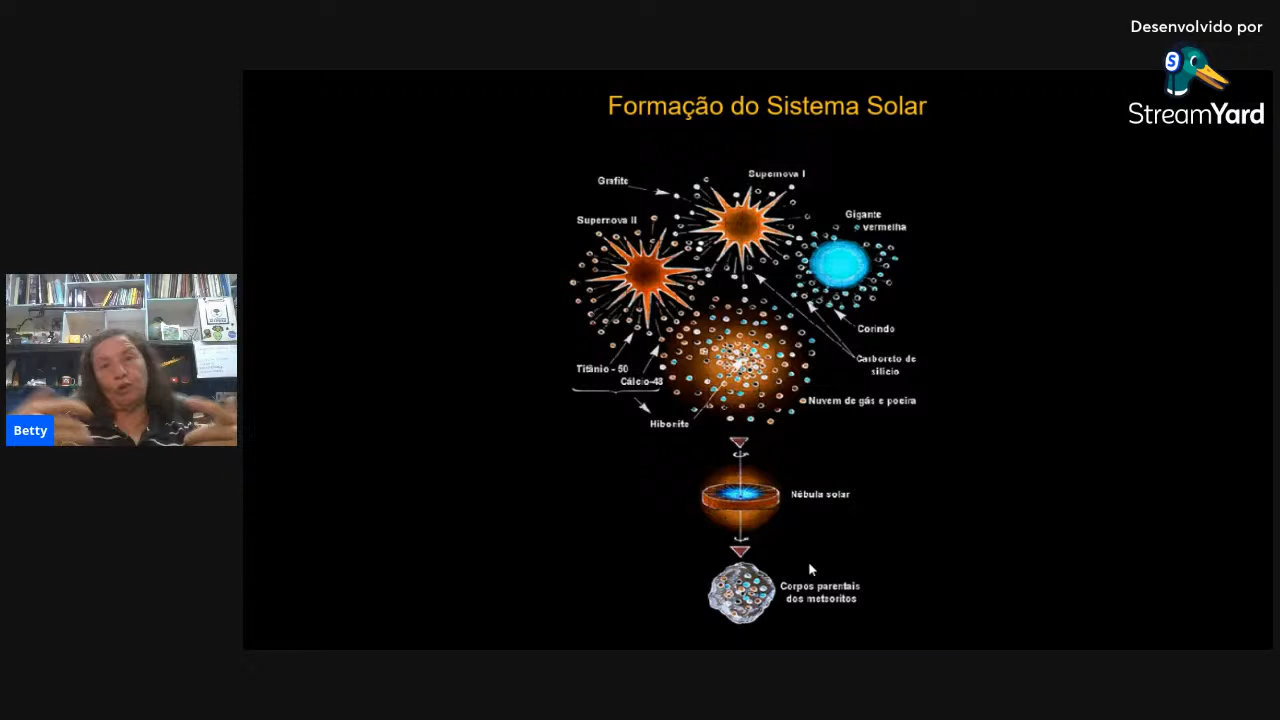 Desenvolvido por
StreamYard
Formação do Sistema Solar
Grafite
Supernova I
Supernova II
Gigante
vermelha
Corindo
Titânio - 50
Cálcio-48
Carboreto de
silício
Hibonite
Nuvem de gás e poeira
Nébula solar
Corpos parentais
dos meteoritos
Betty